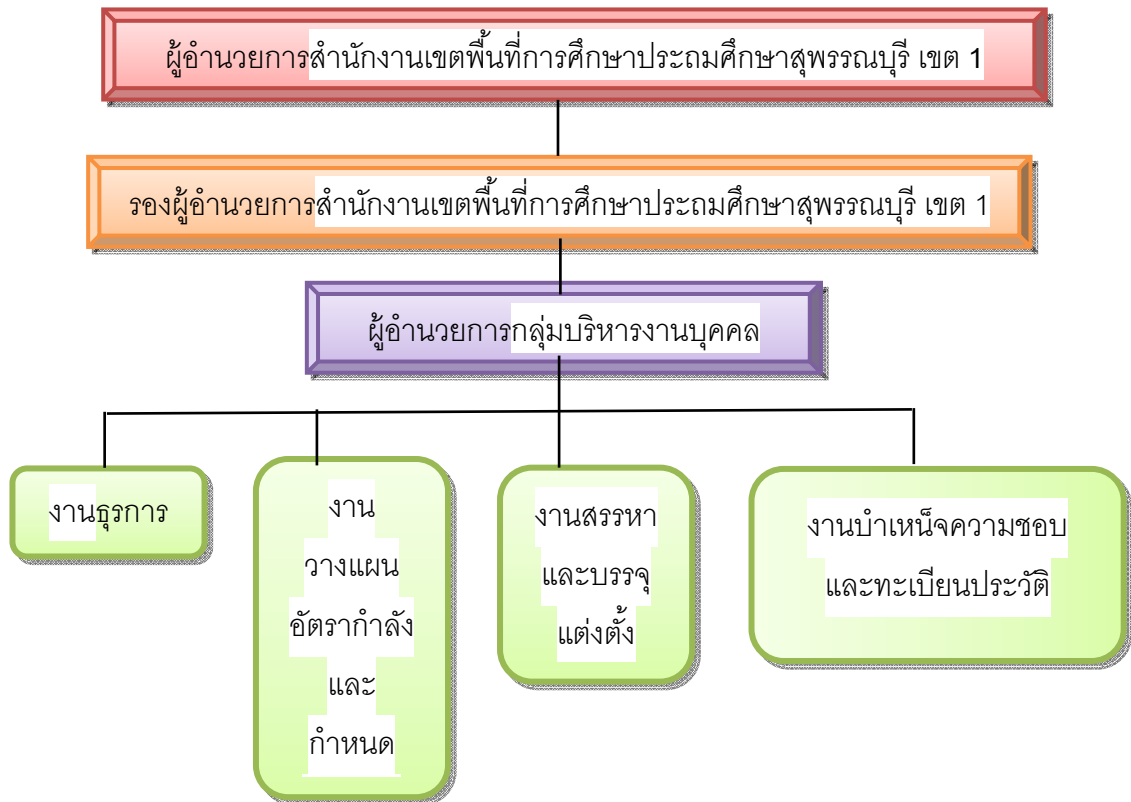 ผู้อำนวยการสำนักงานเขตพื้นที่การศึกษาประถมศึกษาสุพรรณบุรี เขต 1
รองผู้อำนวยการสำนักงานเขตพื้นที่การศึกษาประถมศึกษาสุพรรณบุรี เขต 1
ผู้อำนวยการกลุ่มบริหารงานบุคคล
งานธุรการ
งาน
วางแผน
อัตรากำลัง
และ
กำหนด
งานสรรหา
และบรรจุ
แต่งตั้ง
งานบำเหน็จความชอบ
และทะเบียนประวัติ